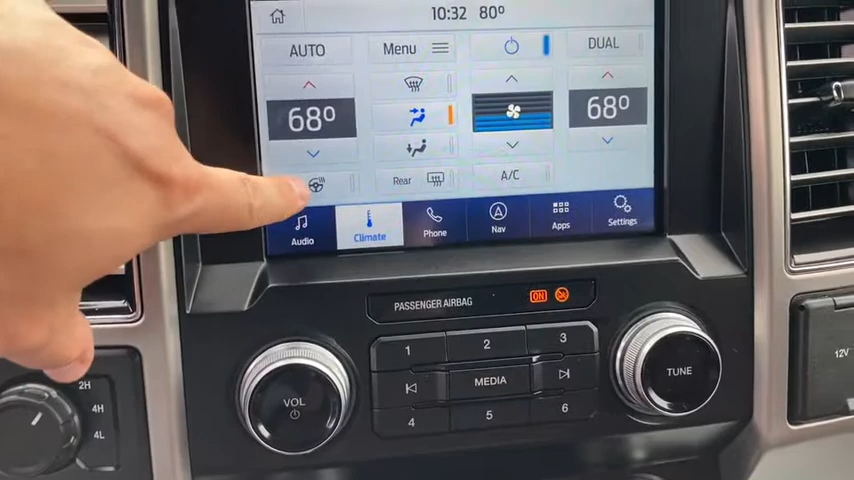 10:32 80°
AUTO Menu DUAL
68° 68°
Rear A/C
Audio Climate Phone Nav Apps Settings
PASSENGER AIRBAG ON
1 2 3
MEDIA
4 5 6
VOL
TUNE
2H
4H
4L
12V